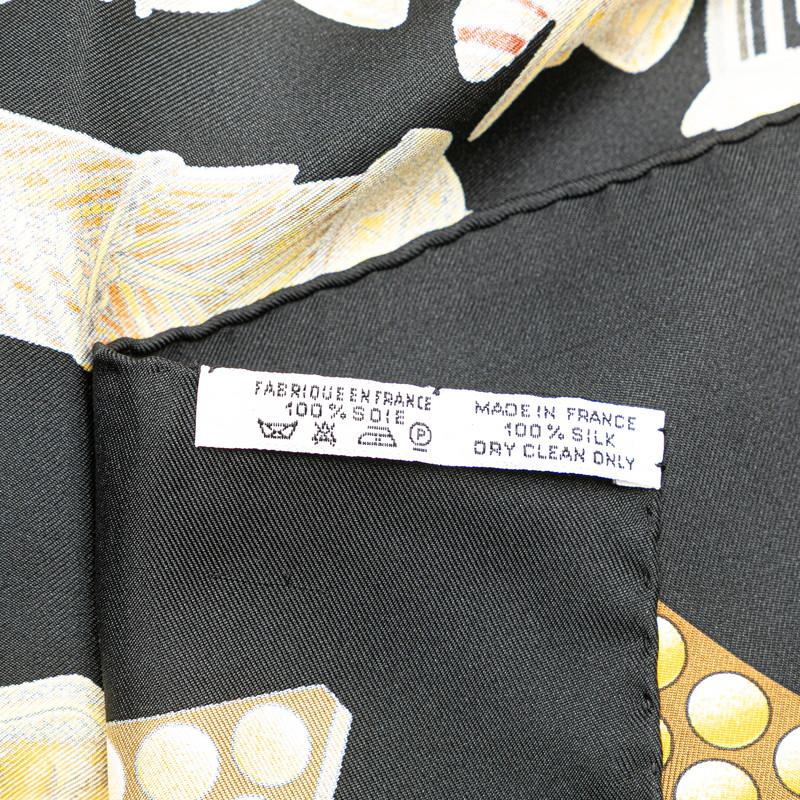 FABRIQUE EN FRANCE
100% SOIE
MADE IN FRANCE
100% SILK
DRY CLEAN ONLY